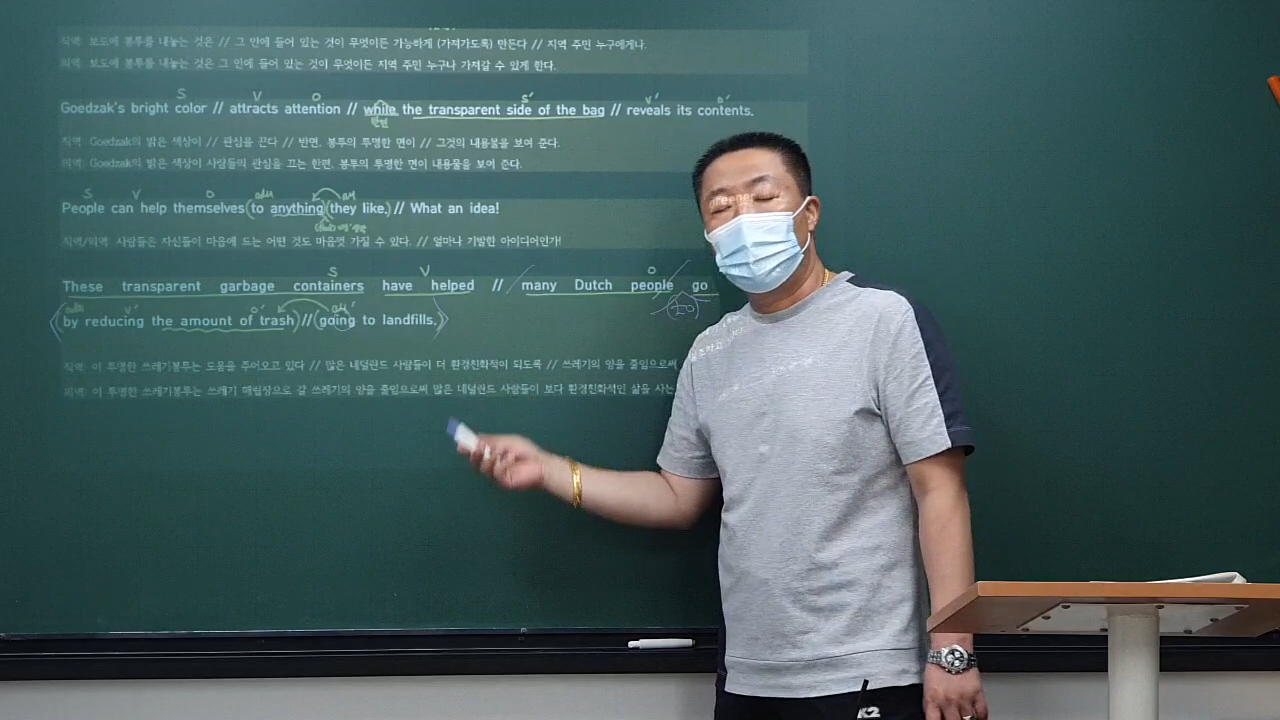 직역: 보도에 봉투를 내놓는 것은 // 그 안에 들어 있는 것이 무엇이든 가능하게 (가져가도록) 만든다 // 지역 주민 누구에게나.
의역: 보도에 봉투를 내놓는 것은 그 안에 들어 있는 것이 무엇이든 지역 주민 누구나 가져갈 수 있게 한다.
S V O S' V' O'
Goedzak's bright color // attracts attention // while the transparent side of the bag // reveals its contents.
반면
직역: Goedzak의 밝은 색상이 // 관심을 끈다 // 반면, 봉투의 투명한 면이 // 그것의 내용물을 보여 준다.
의역: Goedzak의 밝은 색상이 사람들의 관심을 끄는 한편, 봉투의 투명한 면이 내용물을 보여 준다.
S V O
People can help themselves (to anything (they like.) // What an idea!
직역/의역: 사람들은 자신들이 마음에 드는 어떤 것도 마음껏 가질 수 있다. // 얼마나 기발한 아이디어인가!
S V O
These transparent garbage containers have helped // many Dutch people go
V' O'
by reducing the amount of trash) // (going to landfills.)
직역: 이 투명한 쓰레기봉투는 도움을 주어오고 있다 // 많은 네덜란드 사람들이 더 환경친화적이 되도록 // 쓰레기의 양을 줄임으로써
의역: 이 투명한 쓰레기봉투는 쓰레기 매립장으로 갈 쓰레기의 양을 줄임으로써 많은 네덜란드 사람들이 보다 환경친화적인 삶을 사는
K2